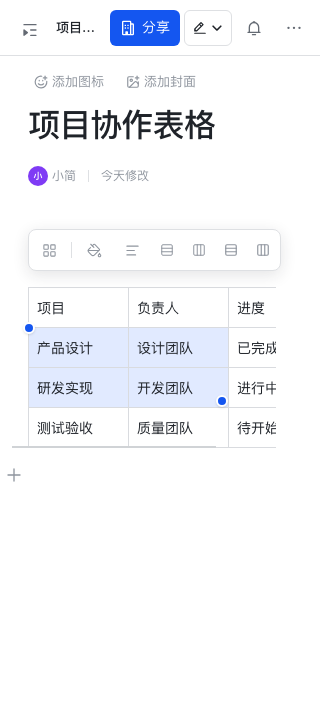 项目...
分享
添加图标 添加封面
项目协作表格
小 小简 今天修改
项目 负责人 进度
产品设计 设计团队 已完成
研发实现 开发团队 进行中
测试验收 质量团队 待开始